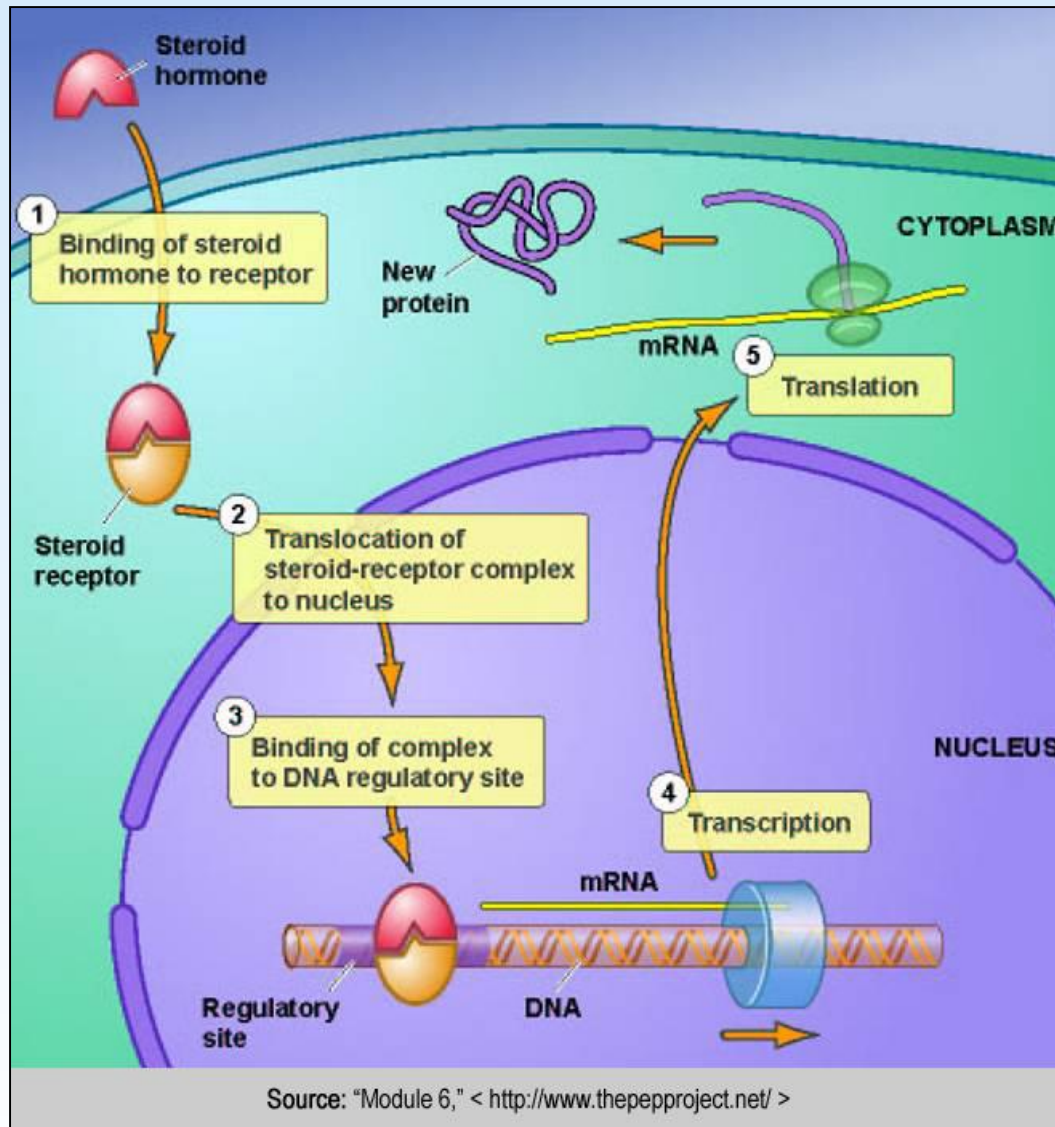 Steroid
hormone
1
Binding of steroid
hormone to receptor
New
protein
CYTOPLASM
mRNA
5
Translation
Steroid
receptor
2
Translocation of
steroid-receptor complex
to nucleus
3
Binding of complex
to DNA regulatory site
NUCLEUS
4
Transcription
mRNA
Regulatory
site
DNA
Source: "Module 6," < http://www.thepepproject.net/ >